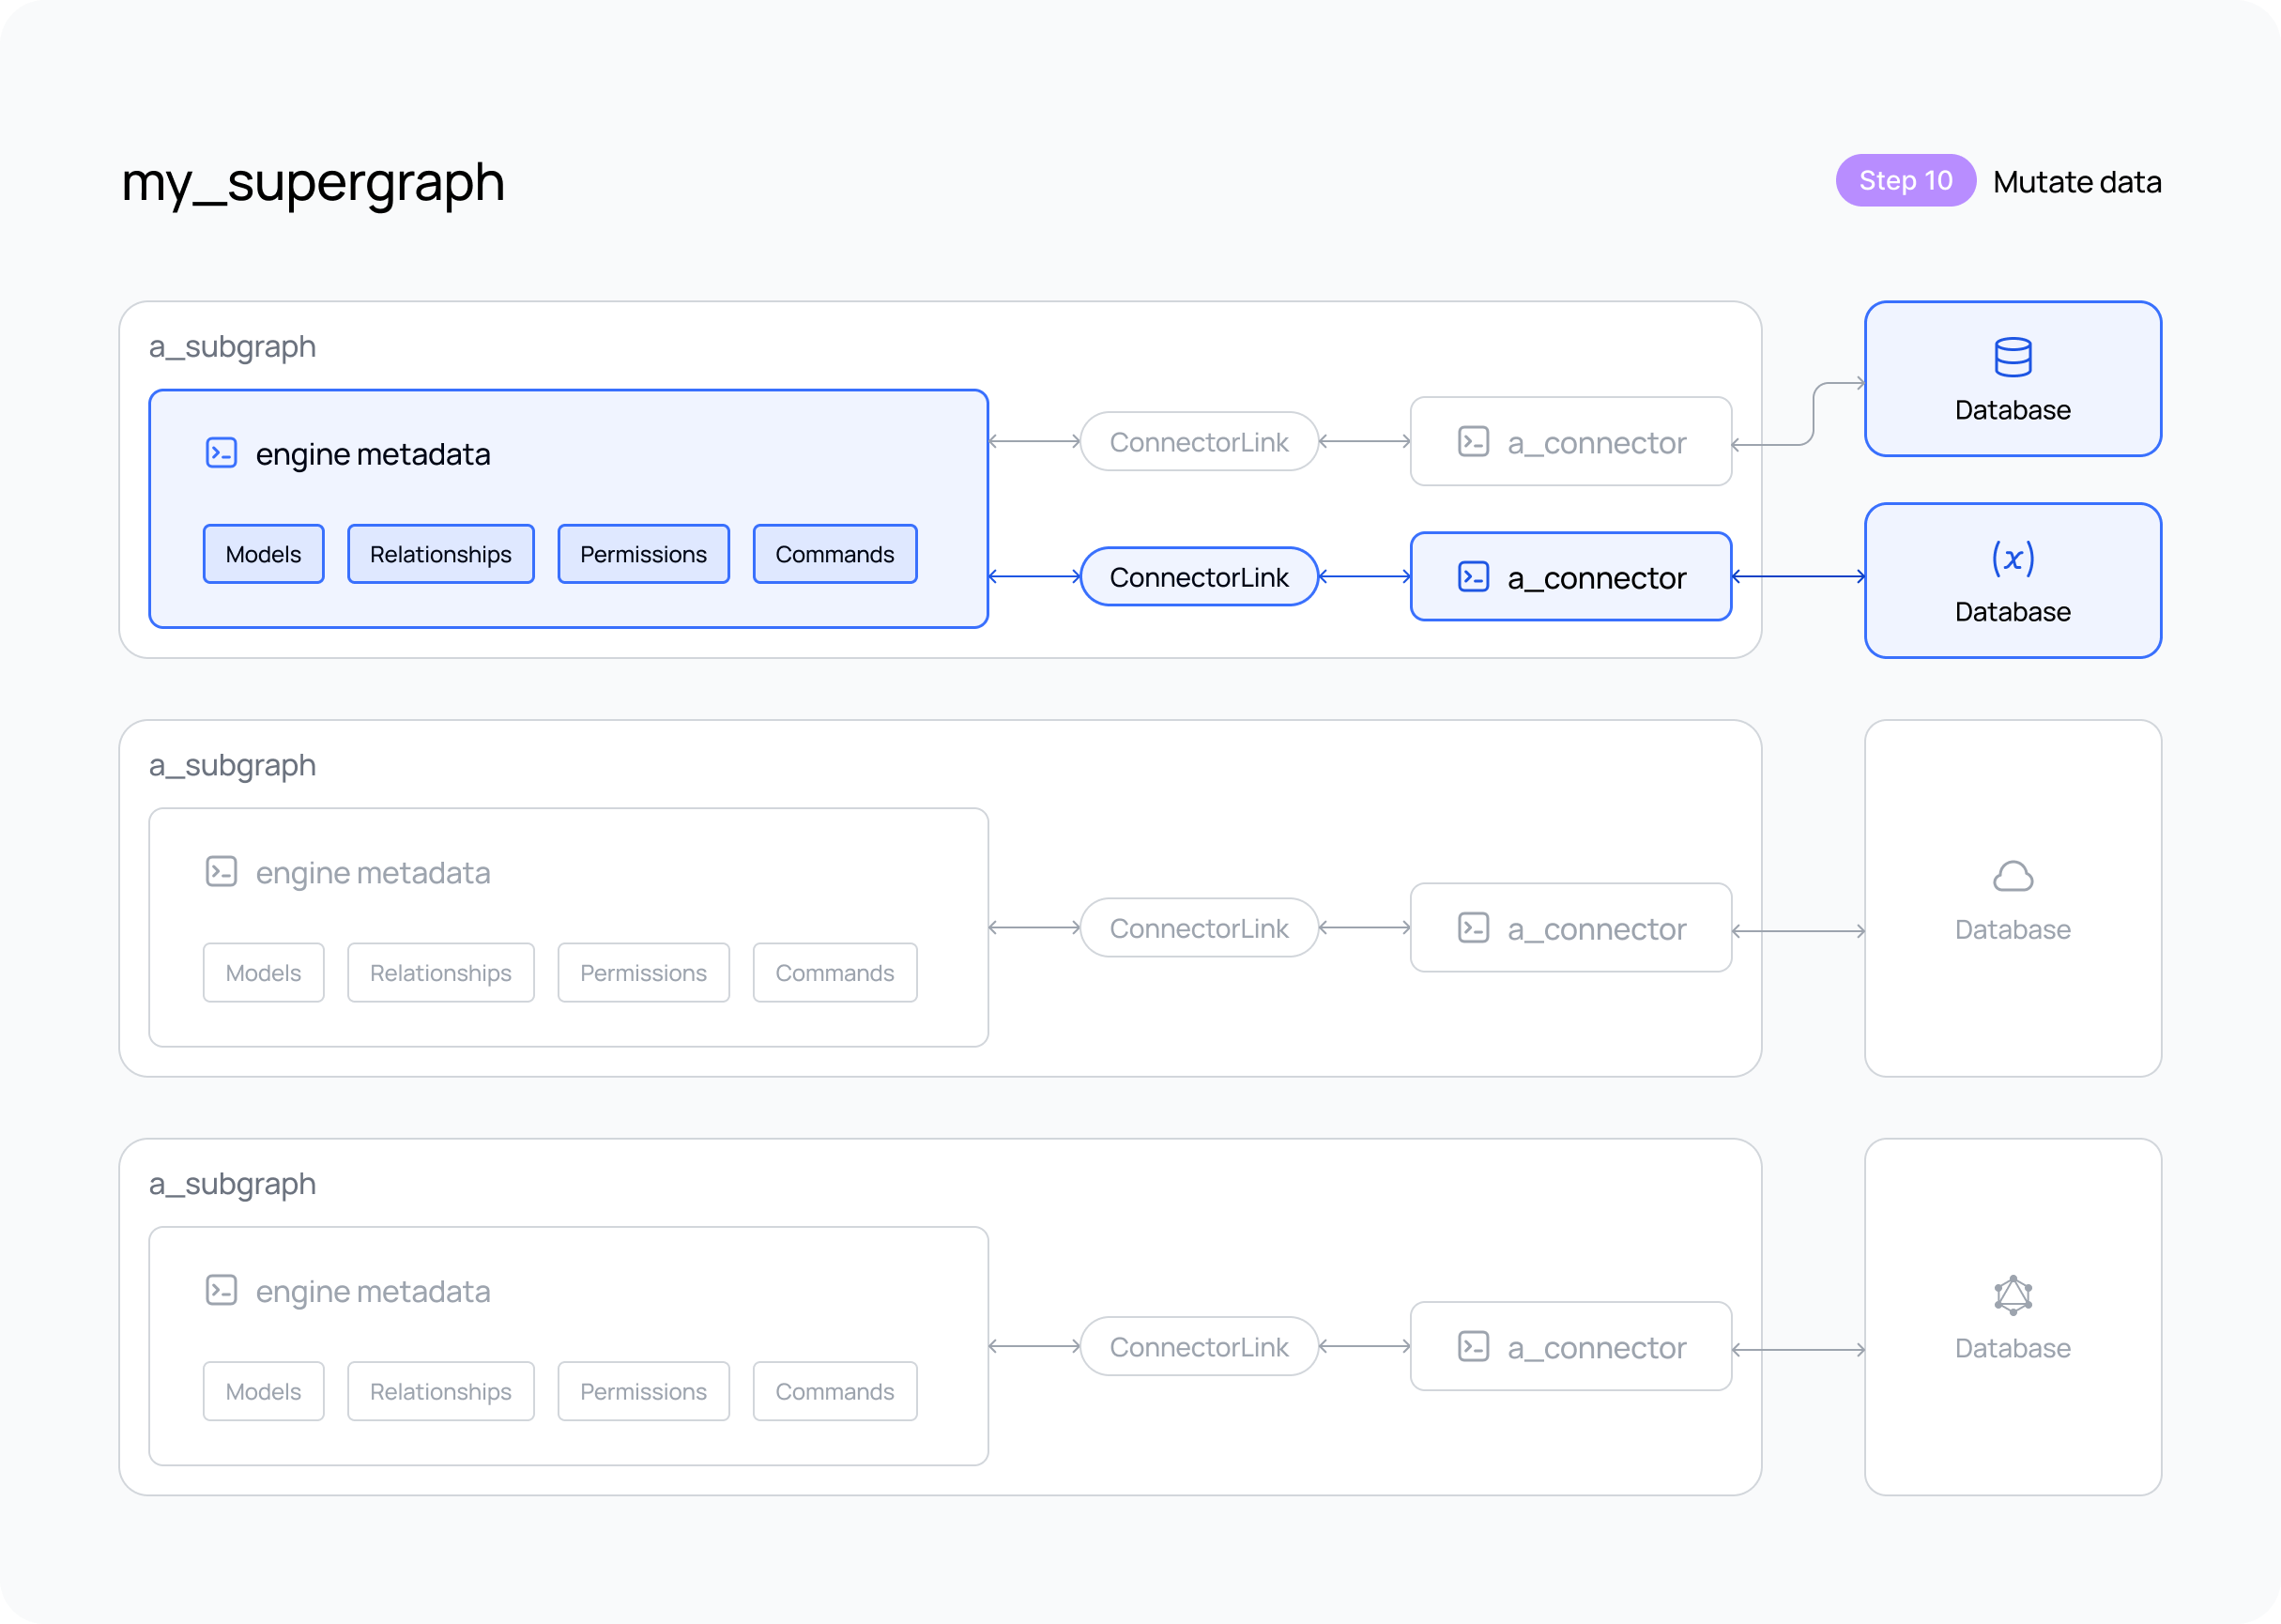 my_supergraph
Step 10 Mutate data
a_subgraph
engine metadata
Models Relationships Permissions Commands
ConnectorLink
a_connector
Database
ConnectorLink
a_connector
(x)
Database
a_subgraph
engine metadata
Models Relationships Permissions Commands
ConnectorLink
a_connector
Database
a_subgraph
engine metadata
Models Relationships Permissions Commands
ConnectorLink
a_connector
Database